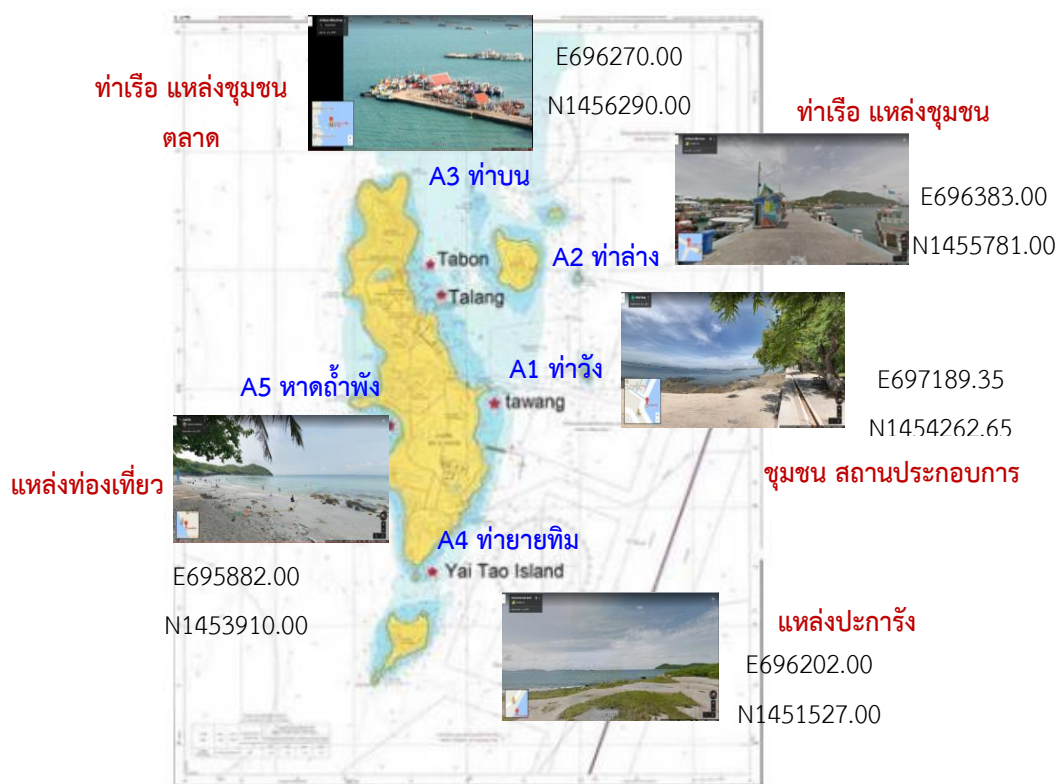 ท่าเรือ แหล่งชุมชน
ตลาด
E696270.00
N1456290.00
ท่าเรือ แหล่งชุมชน
A3 ท่าบน
E696383.00
N1455781.00
A2 ท่าล่าง
Tabon
Talang
A1 ท่าวัง
A5 หาดถ้ำพัง
E697189.35
N1454262.65
tawang
ชุมชน สถานประกอบการ
แหล่งท่องเที่ยว
A4 ท่ายายทิม
Yai Tao Island
E695882.00
N1453910.00
แหล่งปะการัง
E696202.00
N1451527.00